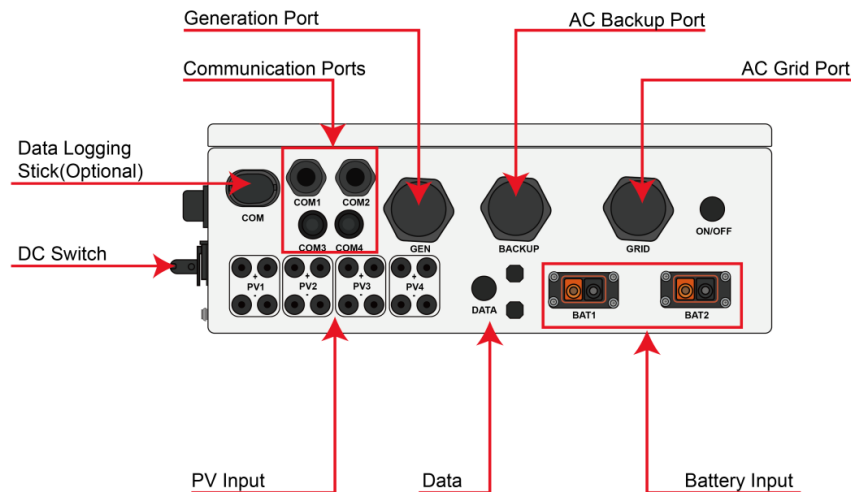 Generation Port
AC Backup Port
Communication Ports
AC Grid Port
Data Logging
Stick(Optional)
DC Switch
COM
COM1
COM2
COM3
COM4
GEN
BACKUP
GRID
ON/OFF
+
+
+
+
PV1
PV2
PV3
PV4
-
-
-
-
DATA
BAT1
BAT2
PV Input
Data
Battery Input